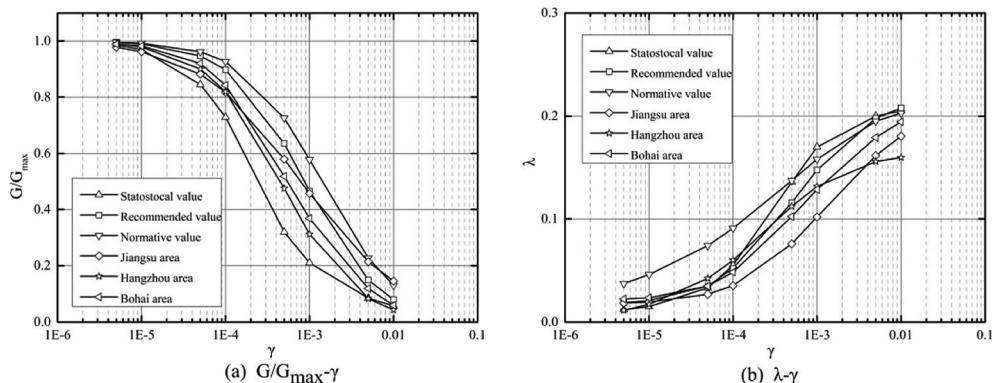 (a)
1.0
0.8
0.6
0.4
0.2
0.0
G/Gmax
Statostocal value
Recommended value
Normative value
Jiangsu area
Hangzhou area
Bohai area
1E-6 1E-5 1E-4 1E-3 0.01 0.1
γ
(a) G/Gmax-γ
(b)
0.3
0.2
0.1
0.0
λ
Statostocal value
Recommended value
Normative value
Jiangsu area
Hangzhou area
Bohai area
1E-6 1E-5 1E-4 1E-3 0.01 0.1
γ
(b) λ-γ